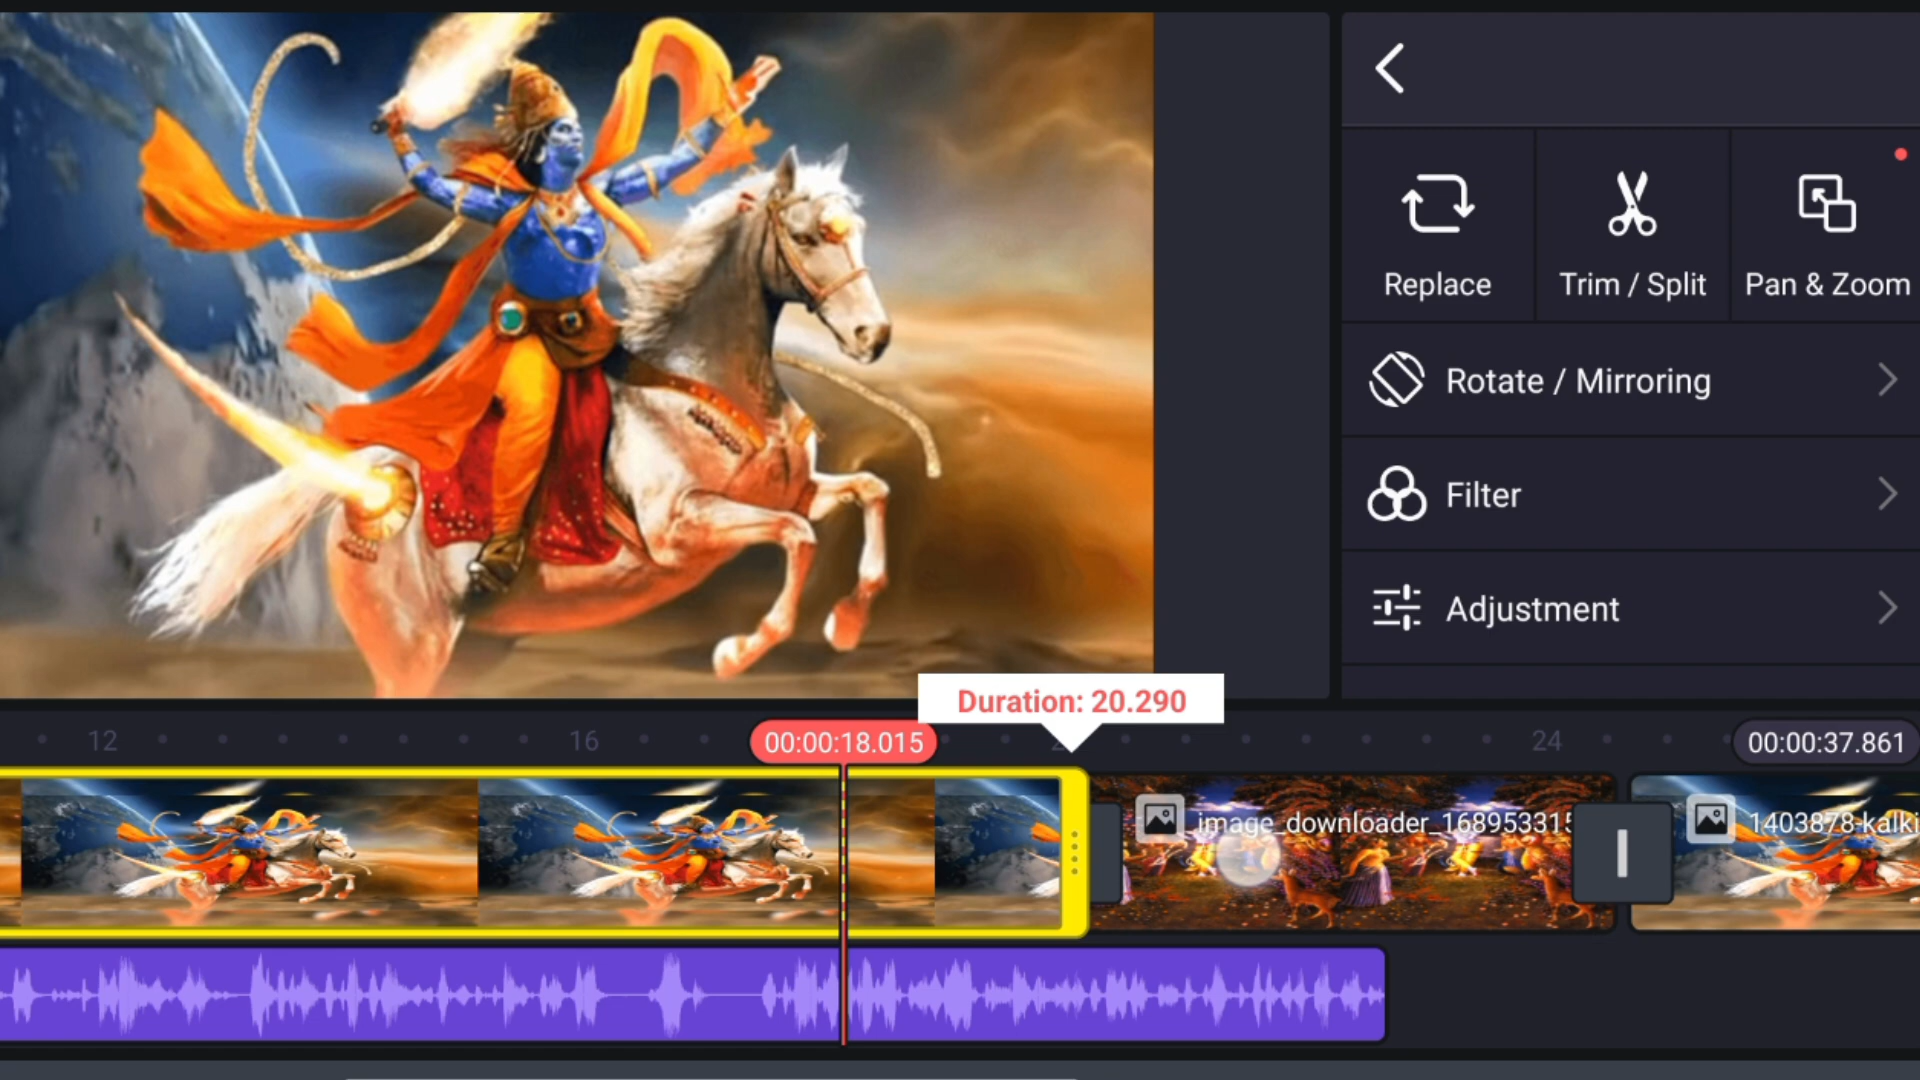 Replace
Trim / Split
Pan & Zoom
Rotate / Mirroring
Filter
Adjustment
Duration: 20.290
12
16
00:00:18.015
24
00:00:37.861
image_downloader_168953315
1403878-kalki